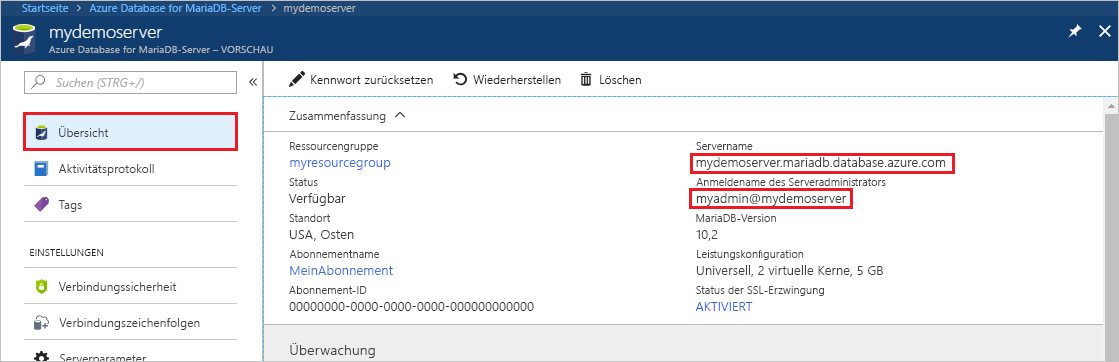 Startseite > Azure Database for MariaDB-Server > mydemoserver
mydemoserver
Azure Database for MariaDB-Server – VORSCHAU
Suchen (STRG+/)
«
Übersicht
Aktivitätsprotokoll
Tags
EINSTELLUNGEN
Verbindungssicherheit
Verbindungszeichenfolgen
Serverparameter
Kennwort zurücksetzen
Wiederherstellen
Löschen
Zusammenfassung
Ressourcengruppe
myresourcegroup
Status
Verfügbar
Standort
USA, Osten
Abonnementname
MeinAbonnement
Abonnement-ID
00000000-0000-0000-0000-000000000000
Servername
mydemoserver.mariadb.database.azure.com
Anmeldename des Serveradministrators
myadmin@mydemoserver
MariaDB-Version
10,2
Leistungskonfiguration
Universell, 2 virtuelle Kerne, 5 GB
Status der SSL-Erzwingung
AKTIVIERT
Überwachung